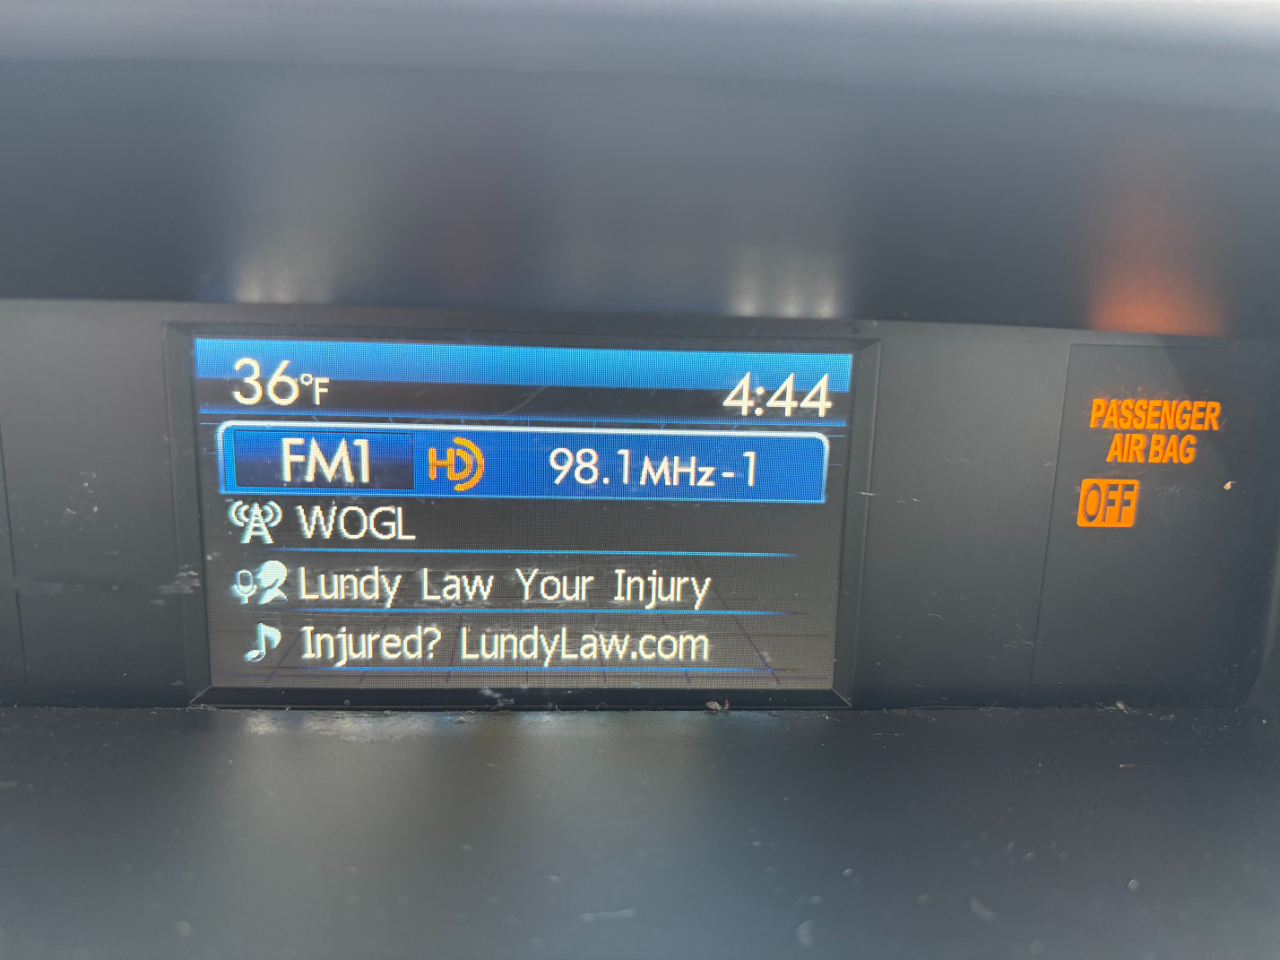 36°F 4:44
FM1 HD 98.1MHz-1
WOGL
Lundy Law Your Injury
Injured? LundyLaw.com
PASSENGER
AIR BAG
OFF